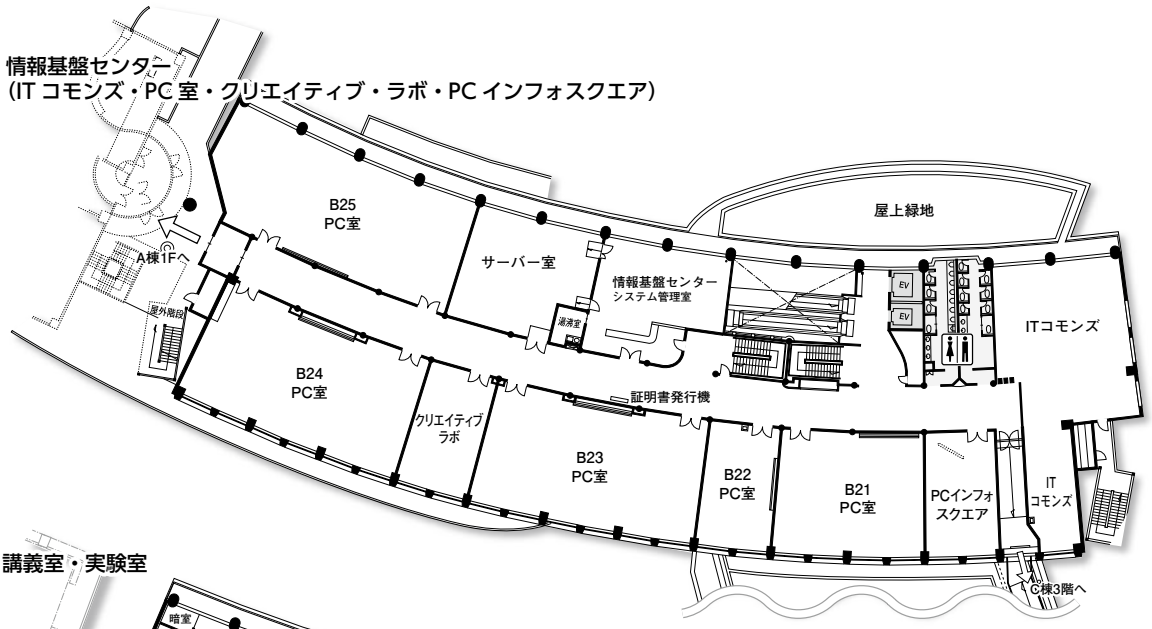 情報基盤センター
（IT コモンズ・PC 室・クリエイティブ・ラボ・PC インフォスクエア）
B25
PC室
屋上緑地
A棟1Fへ
サーバー室
情報基盤センター
システム管理室
EV
EV
湯沸室
ITコモンズ
屋外階段
B24
PC室
クリエイティブ
ラボ
証明書発行機
B23
PC室
B22
PC室
B21
PC室
PCインフォ
スクエア
IT
コモンズ
C棟3階へ
講義室・実験室
暗室